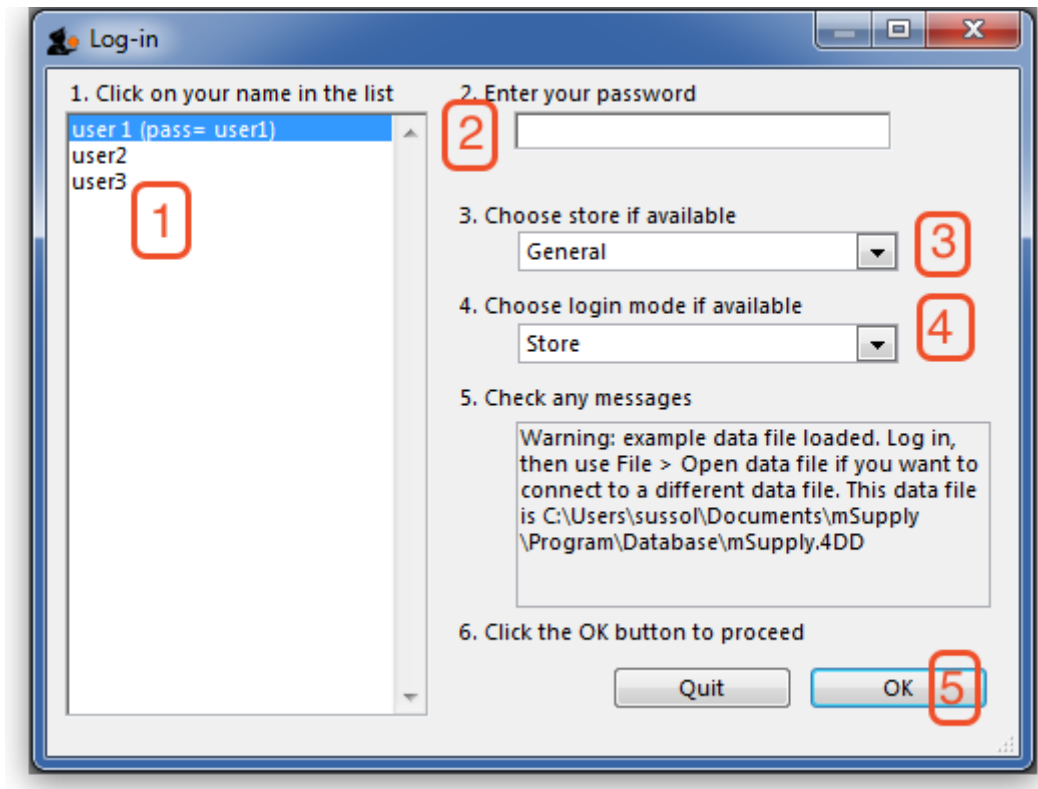 Log-in
1. Click on your name in the list
user 1 (pass= user1)
user2
user3
1
2. Enter your password
2
3. Choose store if available
General
3
4. Choose login mode if available
Store
4
5. Check any messages
Warning: example data file loaded. Log in,
then use File > Open data file if you want to
connect to a different data file. This data file
is C:\Users\sussol\Documents\mSupply
\Program\Database\mSupply.4DD
6. Click the OK button to proceed
Quit
OK
5